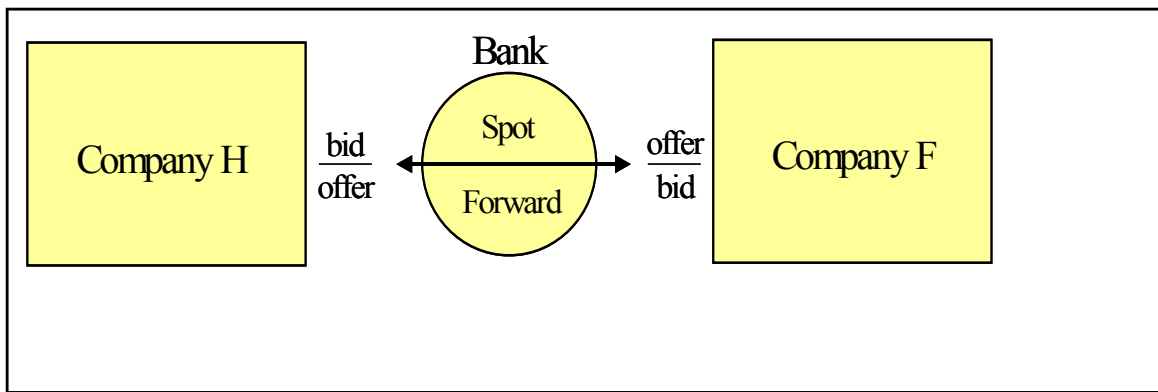 Bank
Company H
bid
offer
Spot
Forward
offer
bid
Company F